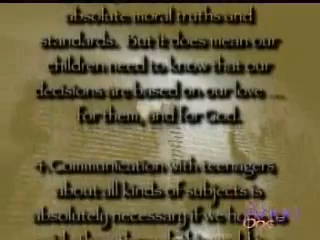 absolute moral truths and
standards. But it does mean our
children need to know that our
decisions are based on our love ...
for them, and for God.
4. Communication with teenagers
about all kinds of subjects is
absolutely necessary if we